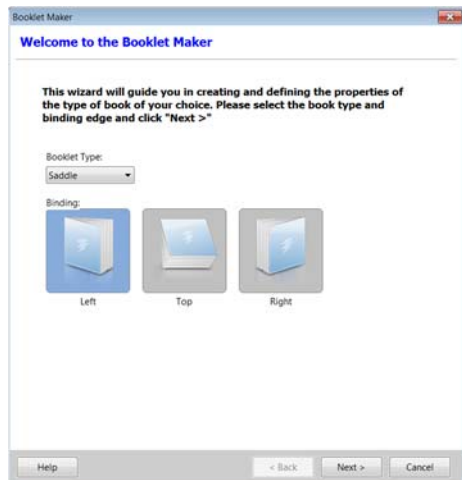 Booklet Maker
Welcome to the Booklet Maker
This wizard will guide you in creating and defining the properties of
the type of book of your choice. Please select the book type and
binding edge and click "Next >"
Booklet Type:
Saddle
Binding:
Left Top Right
Help < Back Next > Cancel